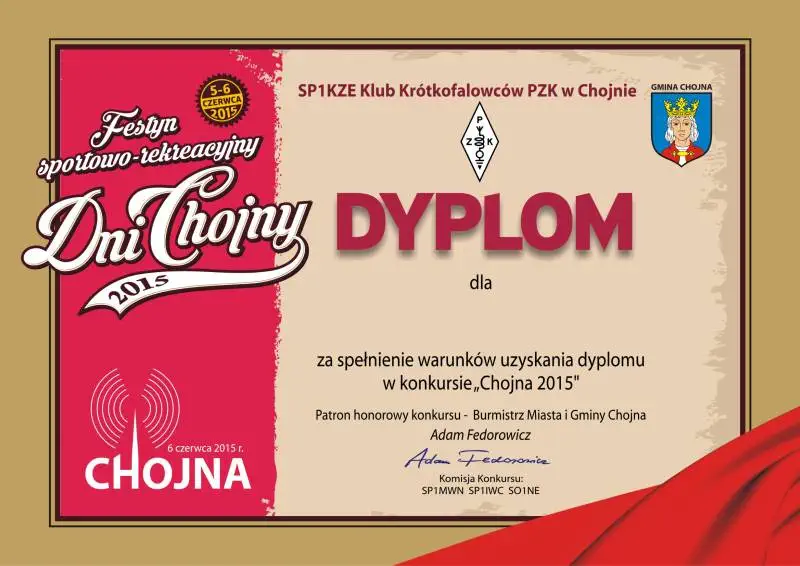 5-6
CZERWCA
2015
Festyn
sportowo-rekreacyjny
Dni Chojny
2015
6 czerwca 2015 r.
CHOJNA
SP1KZE Klub Krótkofalowców PZK w Chojnie
P
Z K
GMINA CHOJNA
DYPLOM
dla
za spełnienie warunków uzyskania dyplomu
w konkursie„Chojna 2015"
Patron honorowy konkursu - Burmistrz Miasta i Gminy Chojna
Adam Fedorowicz
Adam Fedorowicz
Komisja Konkursu:
SP1MWN SP1IWC SO1NE